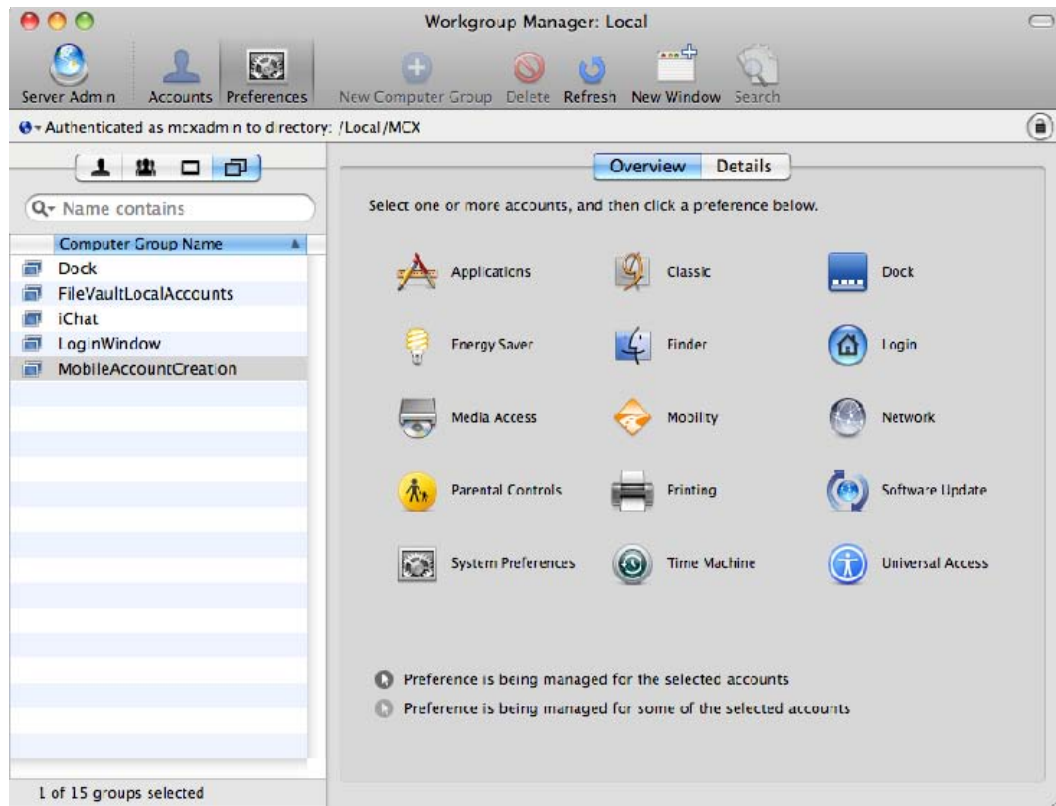 Workgroup Manager: Local
Server Admin Accounts Preferences New Computer Group Delete Refresh New Window Search
Authenticated as mcxadmin to directory: /Local/MCX
Overview Details
Name contains
Select one or more accounts, and then click a preference below.
Computer Group Name
Dock
FileVaultLocalAccounts
iChat
LoginWindow
MobileAccountCreation
Applications Classic Dock
Energy Saver Finder Login
Media Access Mobility Network
Parental Controls Printing Software Update
System Preferences Time Machine Universal Access
Preference is being managed for the selected accounts
Preference is being managed for some of the selected accounts
1 of 15 groups selected